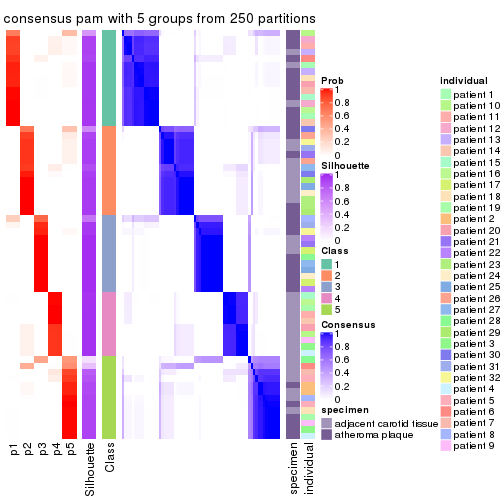 consensus pam with 5 groups from 250 partitions
Prob
1
0.8
0.6
0.4
0.2
0
Silhouette
1
0.8
0.6
0.4
0.2
0
Class
1
2
3
4
5
Consensus
1
0.8
0.6
0.4
0.2
0
specimen
adjacent carotid tissue
atheroma plaque
individual
patient 1
patient 10
patient 11
patient 12
patient 13
patient 14
patient 15
patient 16
patient 17
patient 18
patient 19
patient 2
patient 20
patient 21
patient 22
patient 23
patient 24
patient 25
patient 26
patient 27
patient 28
patient 29
patient 3
patient 30
patient 31
patient 32
patient 4
patient 5
patient 6
patient 7
patient 8
patient 9
p1
p2
p3
p4
p5
Silhouette
Class
specimen
individual